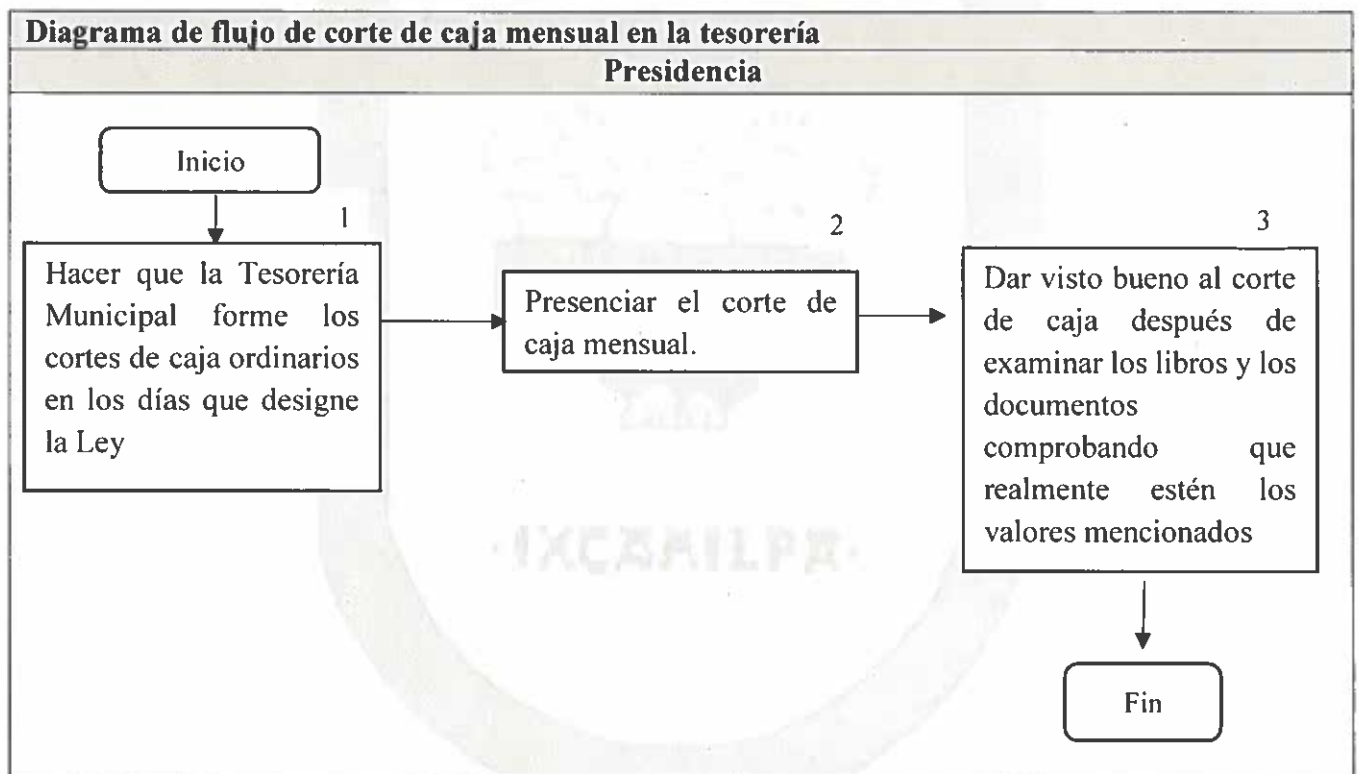 Diagrama de flujo de corte de caja mensual en la tesorería
Presidencia
Inicio
1
Hacer que la Tesorería
Municipal forme los
cortes de caja ordinarios
en los días que designe
la Ley
2
Presenciar el corte de
caja mensual.
3
Dar visto bueno al corte
de caja después de
examinar los libros y los
documentos
comprobando que
realmente estén los
valores mencionados
Fin
IXCAMILPA